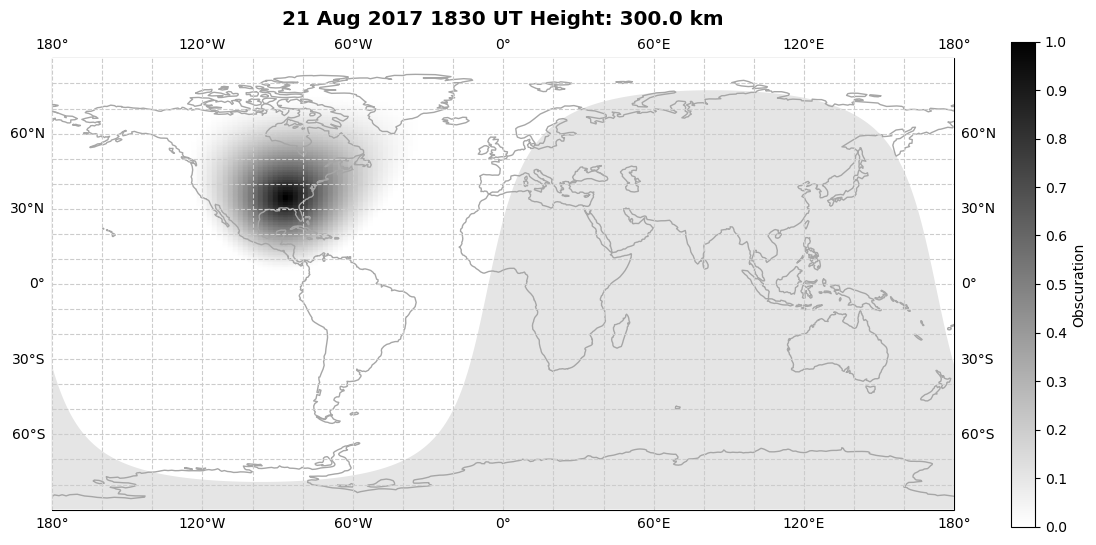 21 Aug 2017 1830 UT Height: 300.0 km
180° 120°W 60°W 0° 60°E 120°E 180°
1.0
0.9
60°N 60°N
0.8
0.7
30°N 30°N
0.6
0° 0°
0.5
Obscuration
0.4
30°S 30°S
0.3
60°S 60°S
0.2
0.1
180° 120°W 60°W 0° 60°E 120°E 180°
0.0